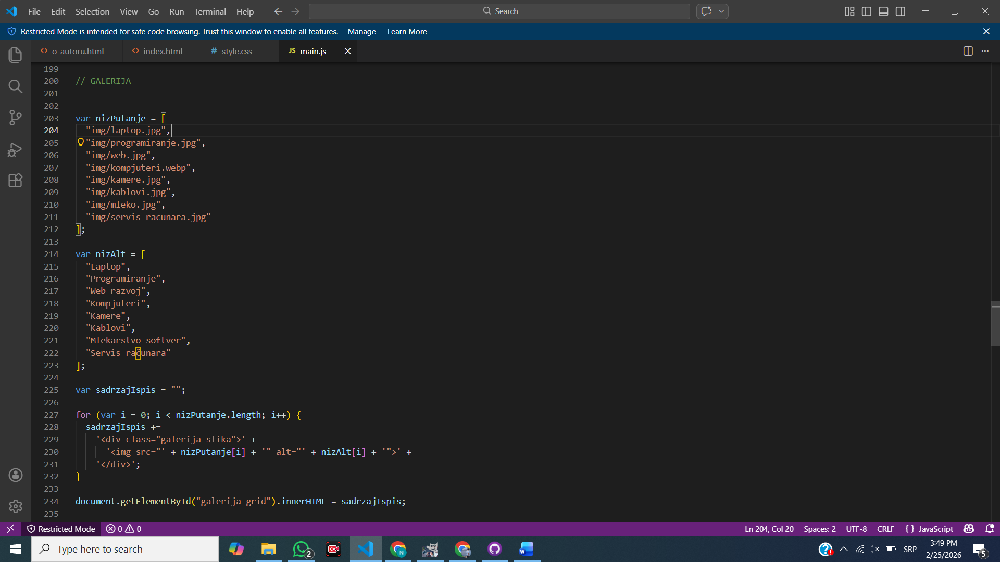 File Edit Selection View Go Run Terminal Help
Search
Restricted Mode is intended for safe code browsing. Trust this window to enable all features. Manage Learn More
o-autoru.html index.html # style.css JS main.js
199
200 // GALERIJA
201
202
203 var nizPutanje = [
204 "img/laptop.jpg",
205 "img/programiranje.jpg",
206 "img/web.jpg",
207 "img/kompjuteri.webp",
208 "img/kamere.jpg",
209 "img/kablovi.jpg",
210 "img/mleko.jpg",
211 "img/servis-racunara.jpg"
212 ];
213
214 var nizAlt = [
215 "Laptop",
216 "Programiranje",
217 "Web razvoj",
218 "Kompjuteri",
219 "Kamere",
220 "Kablovi",
221 "Mlekarstvo softver",
222 "Servis računara"
223 ];
224
225 var sadrzajIspis = "";
226
227 for (var i = 0; i < nizPutanje.length; i++) {
228 sadrzajIspis +=
229 '<div class="galerija-slika">' +
230 '<img src="' + nizPutanje[i] + '" alt="' + nizAlt[i] + '">' +
231 '</div>';
232 }
233
234 document.getElementById("galerija-grid").innerHTML = sadrzajIspis;
235
Restricted Mode 0 0 Ln 204, Col 20 Spaces: 2 UTF-8 CRLF {} JavaScript
Type here to search
2
N
W
SRP
3:49 PM
2/25/2026
5